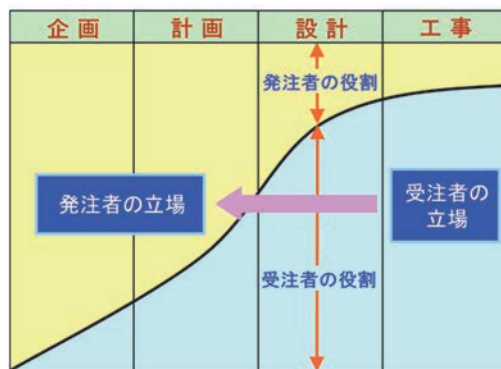 企画 計画 設計 工事
発注者の役割
発注者の立場
受注者の
立場
受注者の役割